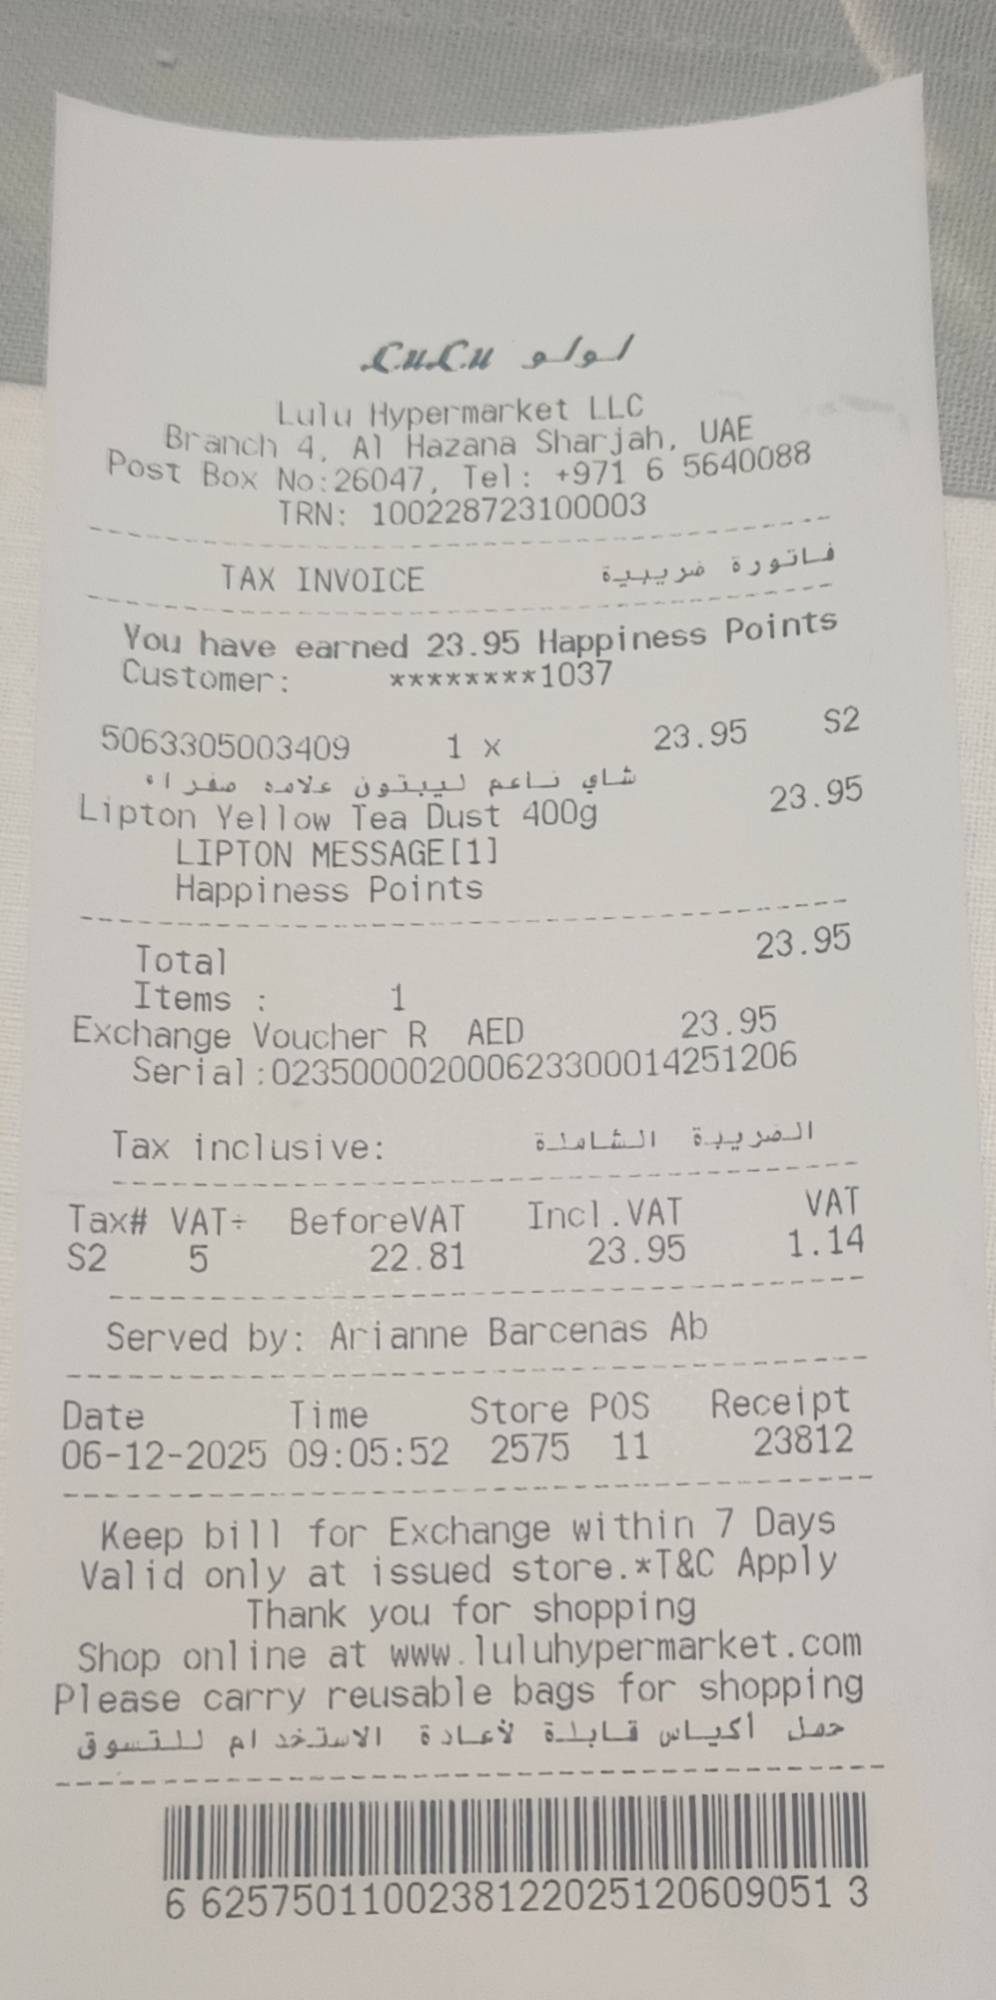 LuLu لولو
Lulu Hypermarket LLC
Branch 4, Al Hazana Sharjah, UAE
Post Box No:26047, Tel: +971 6 5640088
TRN: 100228723100003
TAX INVOICE فاتورة ضريبية
You have earned 23.95 Happiness Points
Customer: ********1037
5063305003409 1 x 23.95 S2
شاي ناعم ليبتون علامه صفراء
Lipton Yellow Tea Dust 400g 23.95
LIPTON MESSAGE[1]
Happiness Points
Total 23.95
Items : 1
Exchange Voucher R AED 23.95
Serial:023500002000623300014251206
Tax inclusive: الضريبة الشاملة
Tax# VAT÷ BeforeVAT Incl.VAT VAT
S2 5 22.81 23.95 1.14
Served by: Arianne Barcenas Ab
Date Time Store POS Receipt
06-12-2025 09:05:52 2575 11 23812
Keep bill for Exchange within 7 Days
Valid only at issued store.*T&C Apply
Thank you for shopping
Shop online at www.luluhypermarket.com
Please carry reusable bags for shopping
حمل أكياس قابلة لأعادة الاستخدام للتسوق
6 6257501100238122025120609051 3